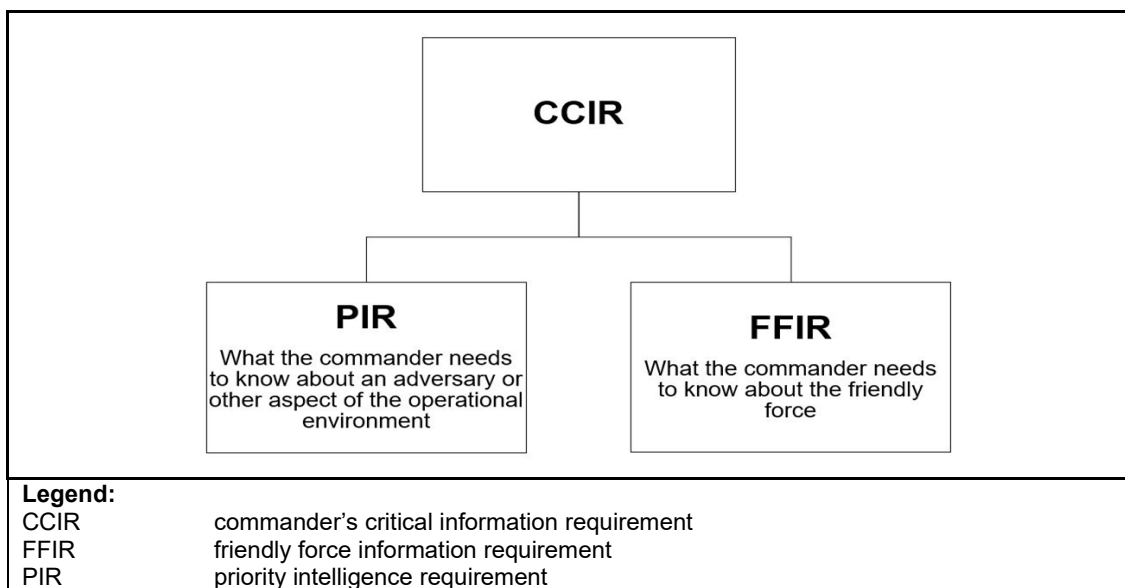 CCIR
PIR
What the commander needs
to know about an adversary or
other aspect of the operational
environment
FFIR
What the commander needs
to know about the friendly
force
Legend:
CCIR commander’s critical information requirement
FFIR friendly force information requirement
PIR priority intelligence requirement